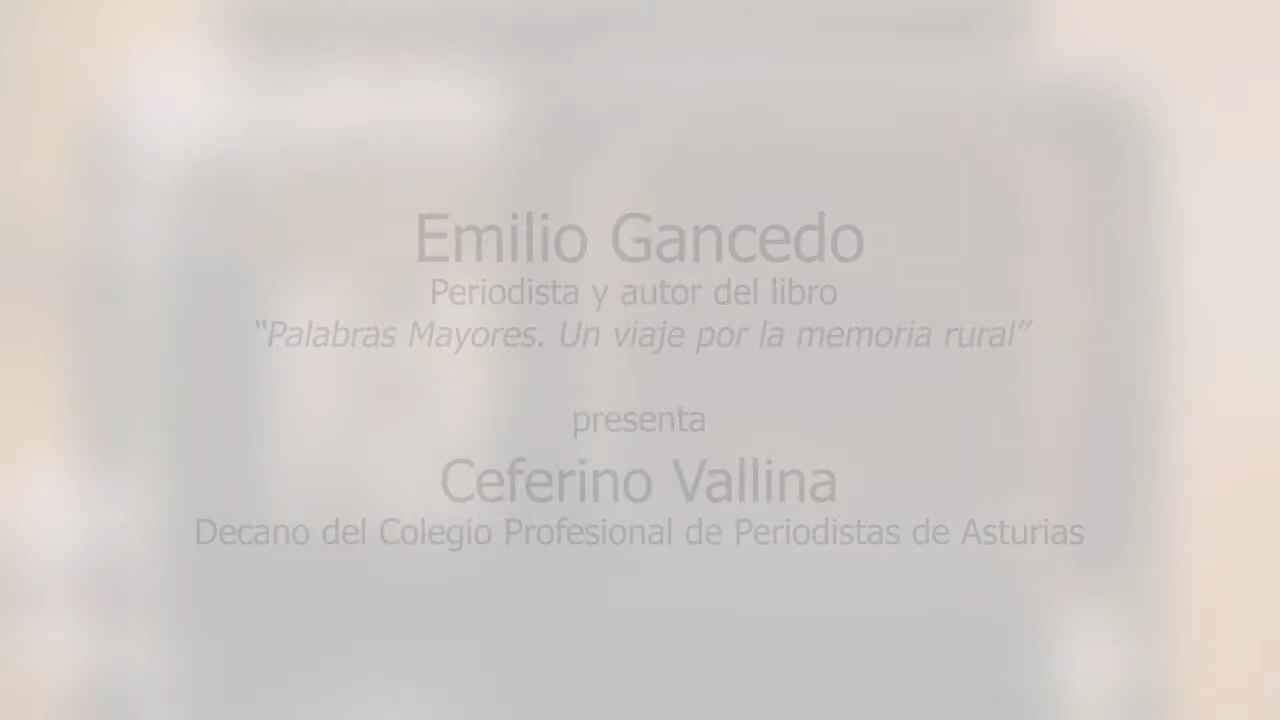 Emilio Gancedo
Periodista y autor del libro
“Palabras Mayores. Un viaje por la memoria rural”
presenta
Ceferino Vallina
Decano del Colegio Profesional de Periodistas de Asturias